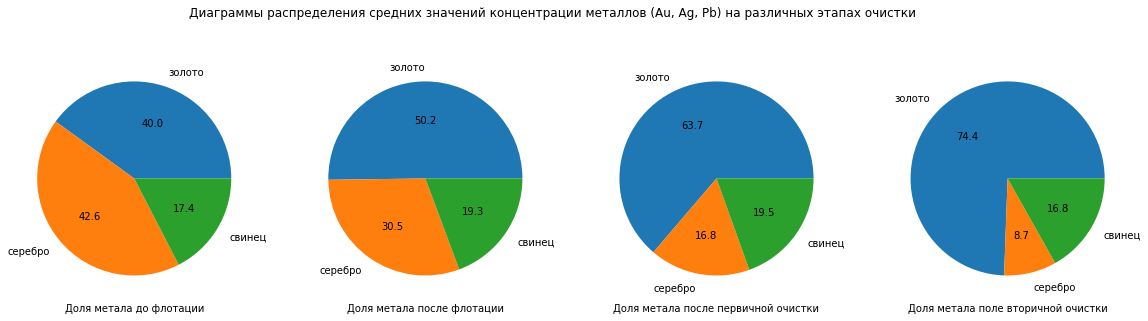 Диаграммы распределения средних значений концентрации металлов (Au, Ag, Pb) на различных этапах очистки
золото
40.0
42.6
17.4
серебро
свинец
Доля метала до флотации
золото
50.2
30.5
19.3
серебро
свинец
Доля метала после флотации
золото
63.7
16.8
19.5
серебро
свинец
Доля метала после первичной очистки
золото
74.4
8.7
16.8
серебро
свинец
Доля метала поле вторичной очистки